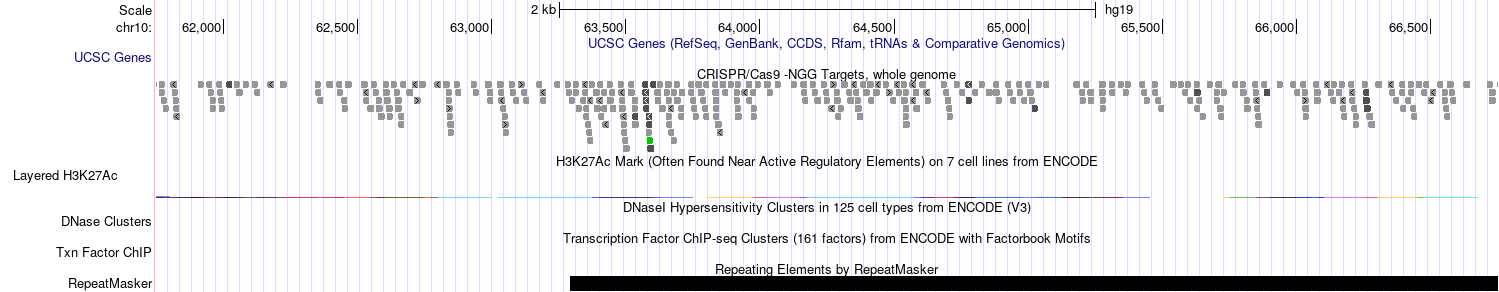 Scale 2 kb hg19
chr10: 62,000 62,500 63,000 63,500 64,000 64,500 65,000 65,500 66,000 66,500
UCSC Genes (RefSeq, GenBank, CCDS, Rfam, tRNAs & Comparative Genomics)
UCSC Genes
CRISPR/Cas9 -NGG Targets, whole genome
H3K27Ac Mark (Often Found Near Active Regulatory Elements) on 7 cell lines from ENCODE
Layered H3K27Ac
DNaseI Hypersensitivity Clusters in 125 cell types from ENCODE (V3)
DNase Clusters
Transcription Factor ChIP-seq Clusters (161 factors) from ENCODE with Factorbook Motifs
Txn Factor ChIP
Repeating Elements by RepeatMasker
RepeatMasker